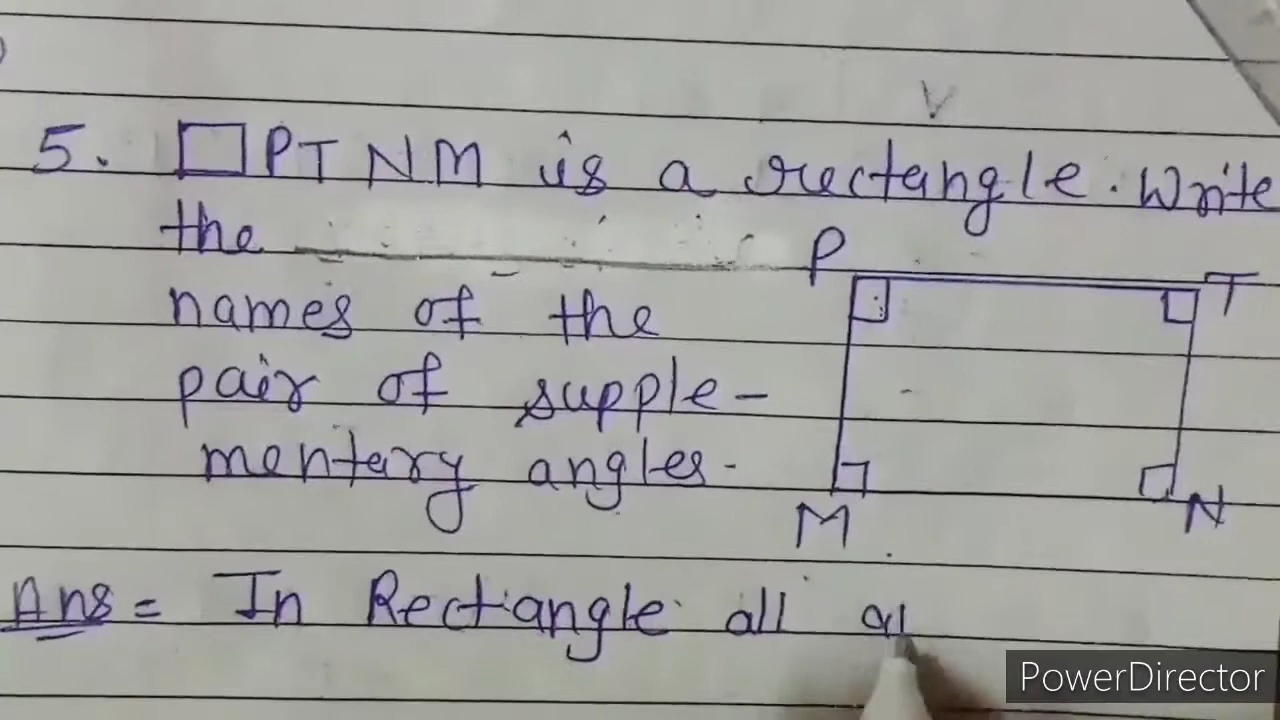 5. □PTNM is a rectangle. Write
the
names of the
pair of supple-
mentary angles.
P
T
M
N
Ans = In Rectangle all
PowerDirector